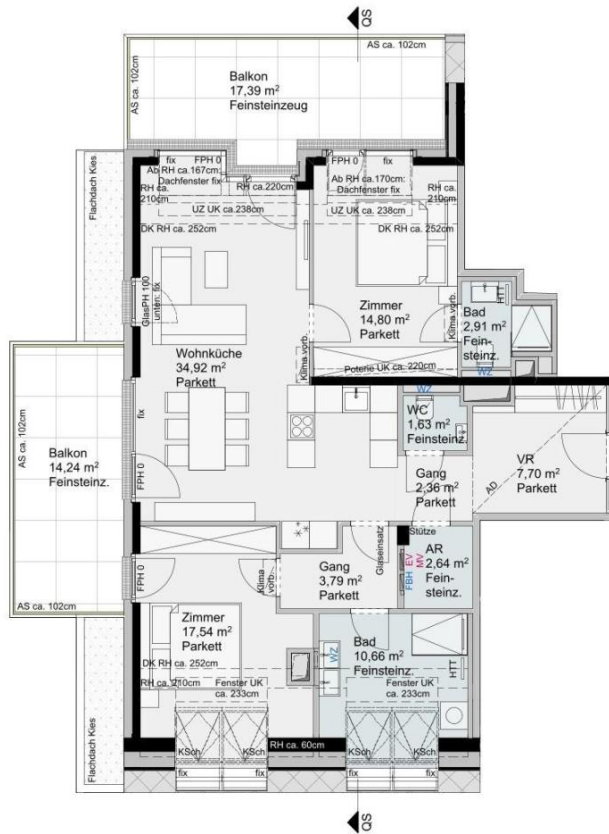 QS
AS ca. 102cm
AS ca. 102cm
Balkon
17,39 m²
Feinsteinzeug
Flachdach Kies
fix
FPH 0
Ab RH ca.167cm:
Dachfenster fix
RH ca.
210cm
RH ca.220cm
UZ UK ca.238cm
DK RH ca. 252cm
FPH 0
fix
Ab RH ca.170cm:
Dachfenster fix
RH ca.
210cm
UZ UK ca. 238cm
DK RH ca. 252cm
GlasPH 100
unten: fix
Zimmer
14,80 m²
Parkett
Klima vorb.
HTT
Bad
2,91 m²
Fein-
steinz.
WZ
Wohnküche
34,92 m²
Parkett
Klima vorb.
Poterie UK ca. 220cm
AS ca. 102cm
Balkon
14,24 m²
Feinsteinz.
AS ca. 102cm
fix
FPH 0
WZ
WC
1,63 m²
Feinsteinz.
VR
7,70 m²
Parkett
AD
Gang
2,36 m²
Parkett
Stütze
**
*
Glaseinsatz
Gang
3,79 m²
Parkett
FBH
EV
MV
AR
2,64 m²
Fein-
steinz.
FPH 0
Klima
vorb.
Zimmer
17,54 m²
Parkett
DK RH ca. 252cm
RH ca. 210cm
Fenster UK
ca. 233cm
WZ
Bad
10,66 m²
Feinsteinz.
HTT
Fenster UK
ca. 233cm
Flachdach Kies
KSch
KSch
RH ca. 60cm
KSch
KSch
fix
fix
fix
fix
QS